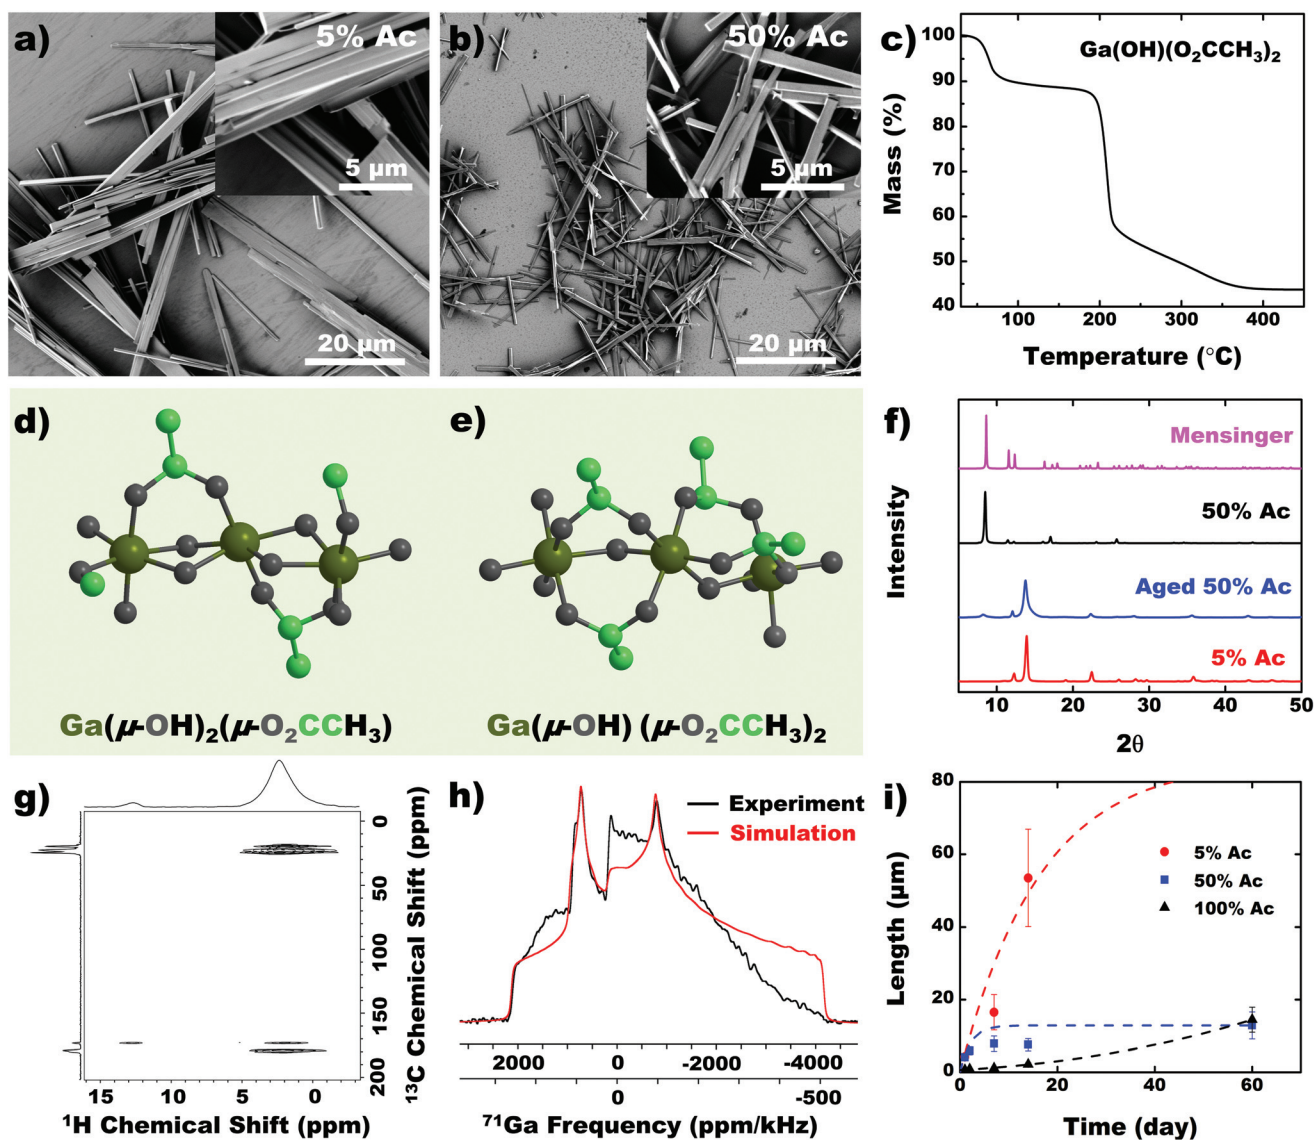 a)
5% Ac
5 µm
20 µm
b)
50% Ac
5 µm
20 µm
c)
Ga(OH)(O₂CCH₃)₂
100
90
80
70
60
50
40
Mass (%)
100 200 300 400
Temperature (°C)
d)
Ga(µ-OH)₂(µ-O₂CCH₃)
e)
Ga(µ-OH) (µ-O₂CCH₃)₂
f)
Mensinger
50% Ac
Aged 50% Ac
5% Ac
Intensity
10 20 30 40 50
2θ
g)
0
50
100
150
200
¹³C Chemical Shift (ppm)
15 10 5 0
¹H Chemical Shift (ppm)
h)
Experiment
Simulation
2000 0 -2000 -4000
0 -500
⁷¹Ga Frequency (ppm/kHz)
i)
80
60
40
20
0
Length (µm)
5% Ac
50% Ac
100% Ac
0 20 40 60
Time (day)